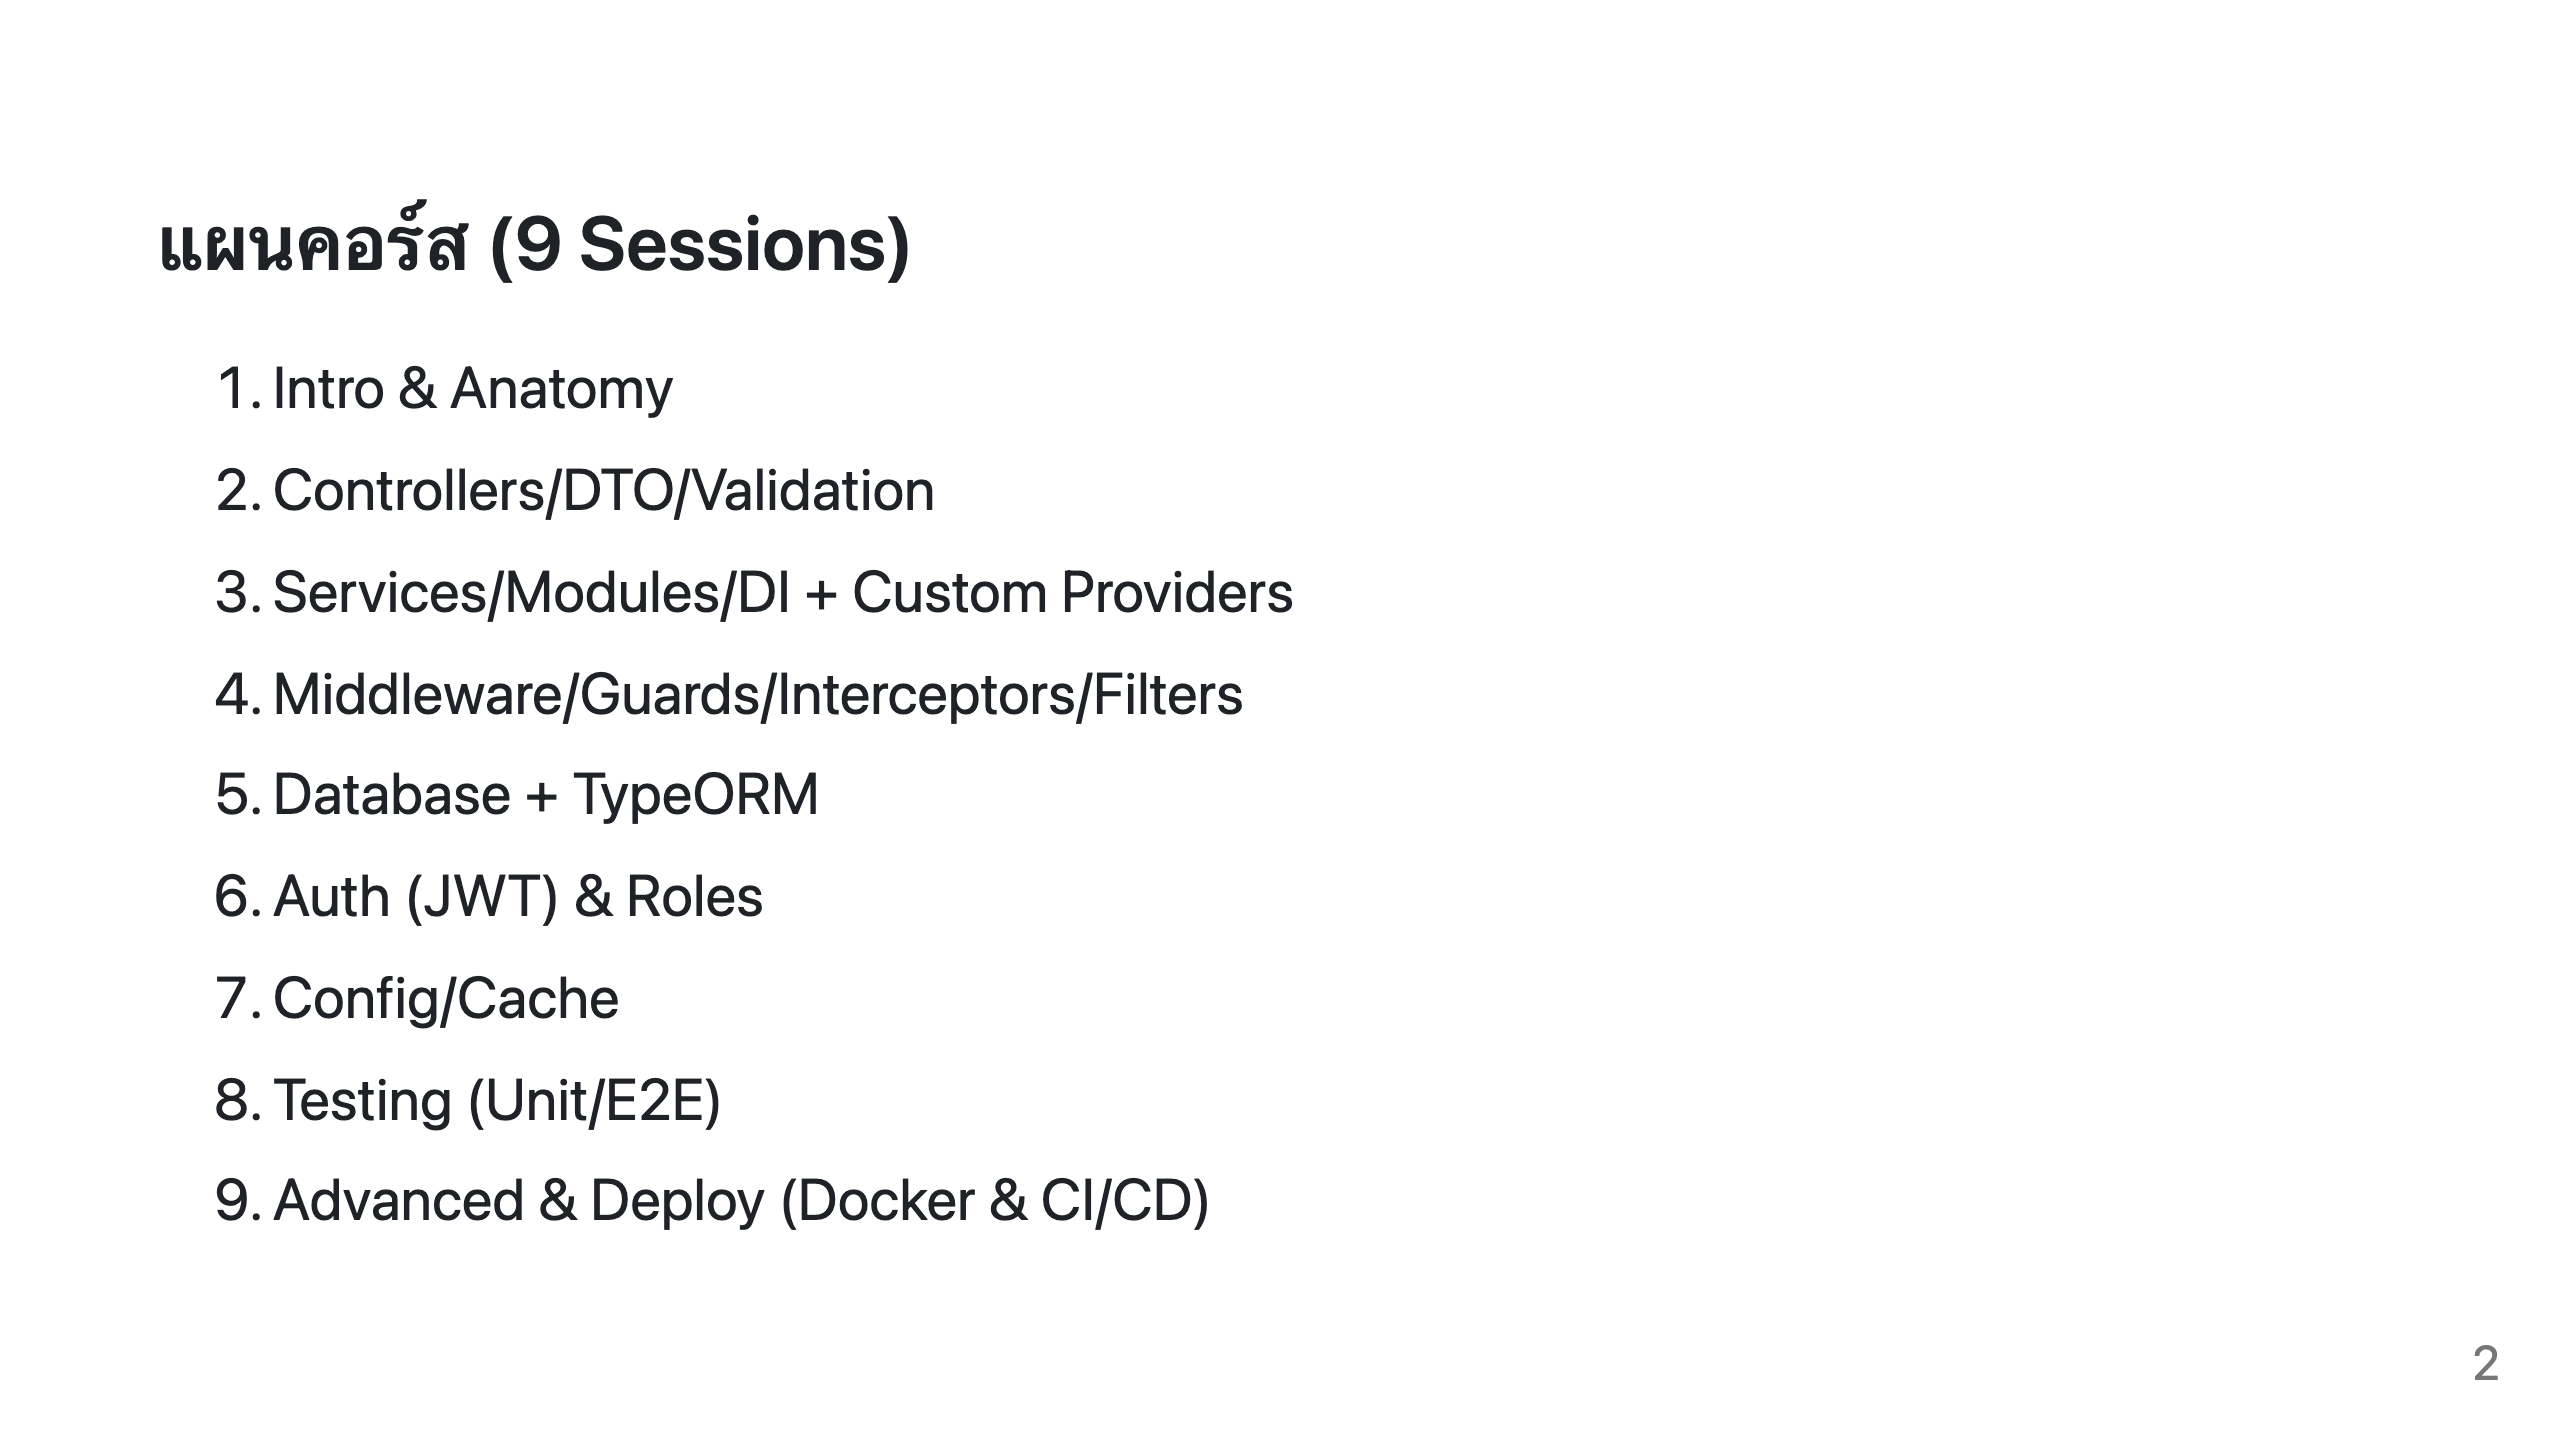 แผนคอร์ส (9 Sessions)
1. Intro & Anatomy
2. Controllers/DTO/Validation
3. Services/Modules/DI + Custom Providers
4. Middleware/Guards/Interceptors/Filters
5. Database + TypeORM
6. Auth (JWT) & Roles
7. Config/Cache
8. Testing (Unit/E2E)
9. Advanced & Deploy (Docker & CI/CD)
2